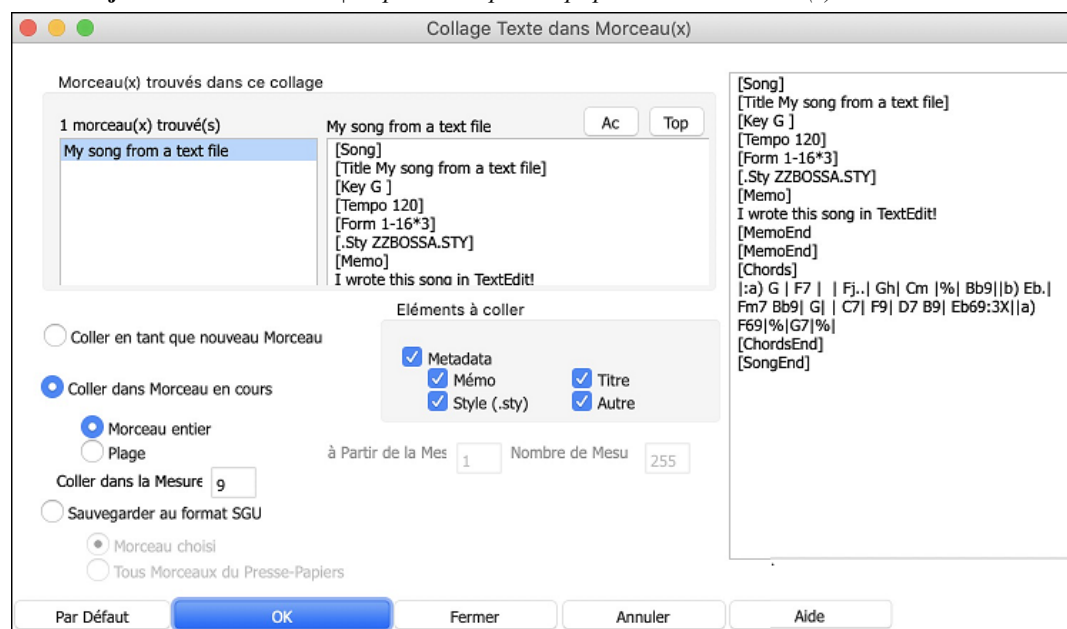 Collage Texte dans Morceau(x)
Morceau(x) trouvés dans ce collage
1 morceau(x) trouvé(s)
My song from a text file
My song from a text file
Ac
Top
[Song]
[Title My song from a text file]
[Key G ]
[Tempo 120]
[Form 1-16*3]
[.Sty ZZBOSSA.STY]
[Memo]
I wrote this song in TextEdit!
Coller en tant que nouveau Morceau
Coller dans Morceau en cours
Morceau entier
Plage
Coller dans la Mesure 9
Sauvegarder au format SGU
Morceau choisi
Tous Morceaux du Presse-Papiers
Eléments à coller
Metadata
Mémo
Titre
Style (.sty)
Autre
à Partir de la Mes 1
Nombre de Mesu 255
[Song]
[Title My song from a text file]
[Key G ]
[Tempo 120]
[Form 1-16*3]
[.Sty ZZBOSSA.STY]
[Memo]
I wrote this song in TextEdit!
[MemoEnd
[MemoEnd]
[Chords]
|:a) G | F7 | | Fj..| Gh| Cm |%| Bb9||b) Eb.|
Fm7 Bb9| G| | C7| F9| D7 B9| Eb69:3X||a)
F69|%|G7|%|
[ChordsEnd]
[SongEnd]
Par Défaut
OK
Fermer
Annuler
Aide